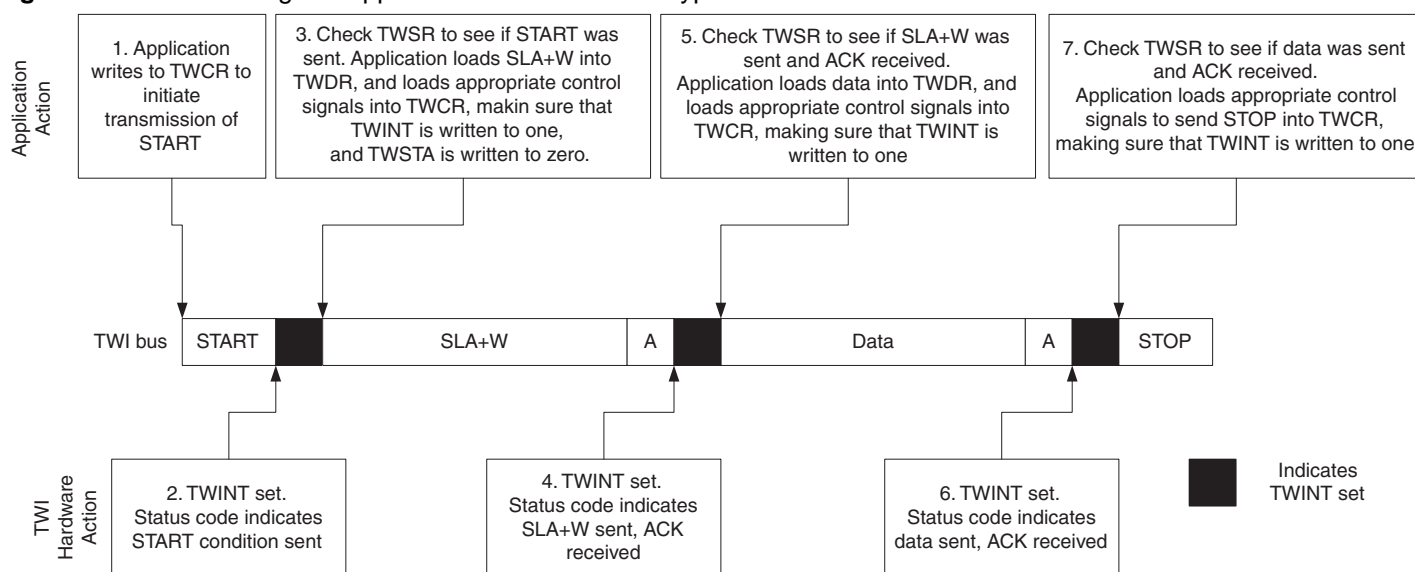 Application
Action
1. Application
writes to TWCR to
initiate
transmission of
START
3. Check TWSR to see if START was
sent. Application loads SLA+W into
TWDR, and loads appropriate control
signals into TWCR, makin sure that
TWINT is written to one,
and TWSTA is written to zero.
5. Check TWSR to see if SLA+W was
sent and ACK received.
Application loads data into TWDR, and
loads appropriate control signals into
TWCR, making sure that TWINT is
written to one
7. Check TWSR to see if data was sent
and ACK received.
Application loads appropriate control
signals to send STOP into TWCR,
making sure that TWINT is written to one
TWI bus
START
SLA+W
A
Data
A
STOP
TWI
Hardware
Action
2. TWINT set.
Status code indicates
START condition sent
4. TWINT set.
Status code indicates
SLA+W sent, ACK
received
6. TWINT set.
Status code indicates
data sent, ACK received
Indicates
TWINT set